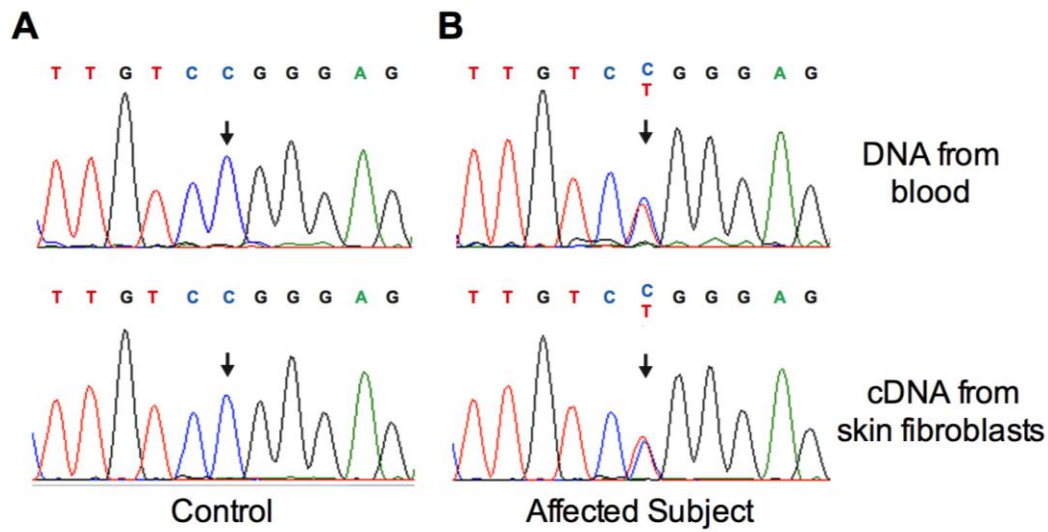 A
B
T T G T C C G G G A G
T T G T C C G G G A G
T
DNA from
blood
T T G T C C G G G A G
T T G T C C G G G A G
T
cDNA from
skin fibroblasts
Control
Affected Subject